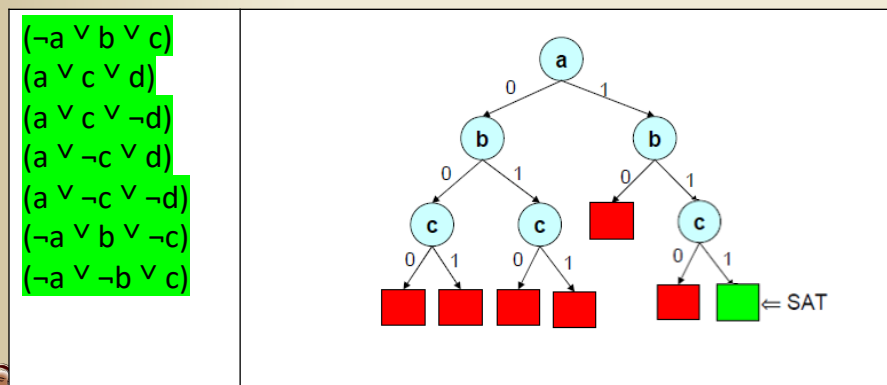 (¬a ˅ b ˅ c)
(a ˅ c ˅ d)
(a ˅ c ˅ ¬d)
(a ˅ ¬c ˅ d)
(a ˅ ¬c ˅ ¬d)
(¬a ˅ b ˅ ¬c)
(¬a ˅ ¬b ˅ c)
a
0 1
b b
0 1 0 1
c c c
0 1 0 1 0 1
⇐ SAT